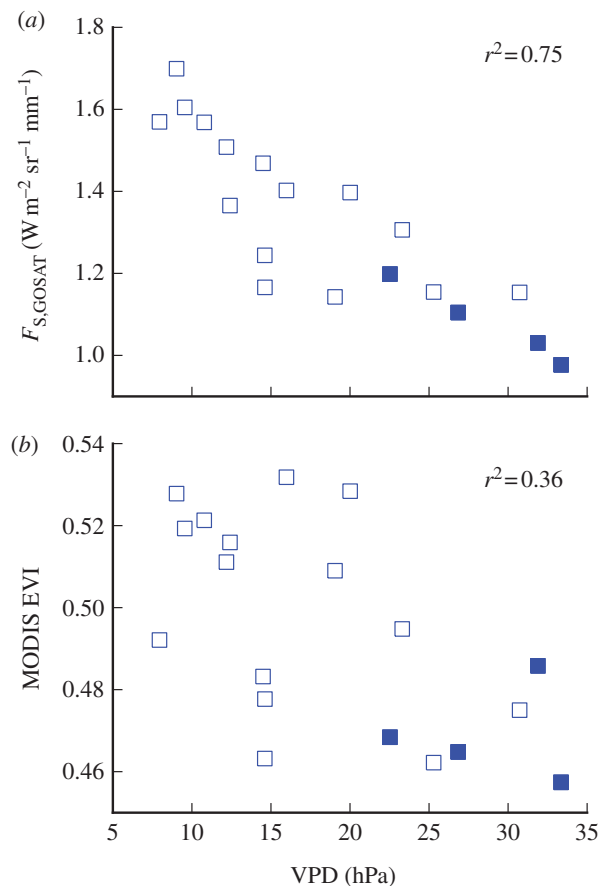 (a)
1.8
1.6
1.4
1.2
1.0
F_S,GOSAT (W m⁻² sr⁻¹ mm⁻¹)
r² = 0.75
(b)
0.54
0.52
0.50
0.48
0.46
MODIS EVI
r² = 0.36
5 10 15 20 25 30 35
VPD (hPa)